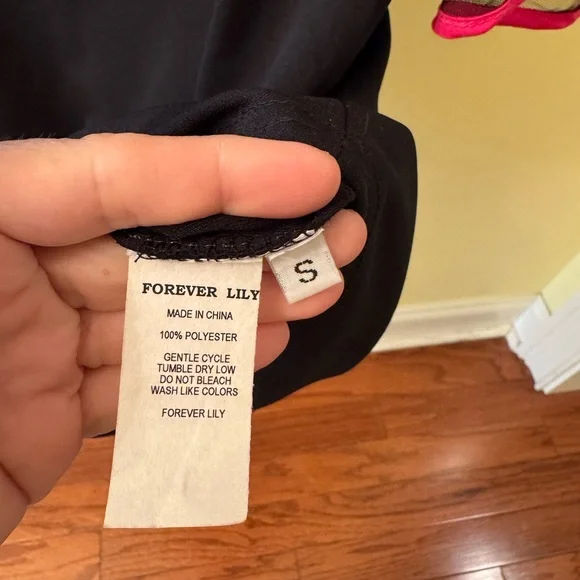 FOREVER LILY
MADE IN CHINA
100% POLYESTER
GENTLE CYCLE
TUMBLE DRY LOW
DO NOT BLEACH
WASH LIKE COLORS
FOREVER LILY
S